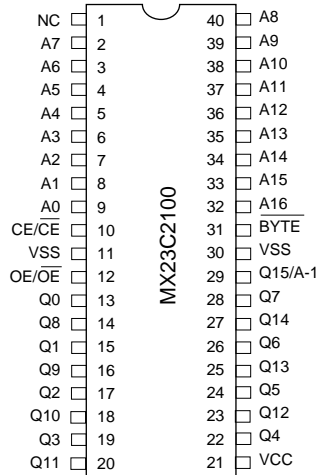 NC 1 40 A8
A7 2 39 A9
A6 3 38 A10
A5 4 37 A11
A4 5 36 A12
A3 6 35 A13
A2 7 34 A14
A1 8 33 A15
A0 9 32 A16
CE/C̅E̅ 10 31 B̅Y̅T̅E̅
VSS 11 30 VSS
OE/O̅E̅ 12 29 Q15/A-1
Q0 13 28 Q7
Q8 14 27 Q14
Q1 15 26 Q6
Q9 16 25 Q13
Q2 17 24 Q5
Q10 18 23 Q12
Q3 19 22 Q4
Q11 20 21 VCC
MX23C2100